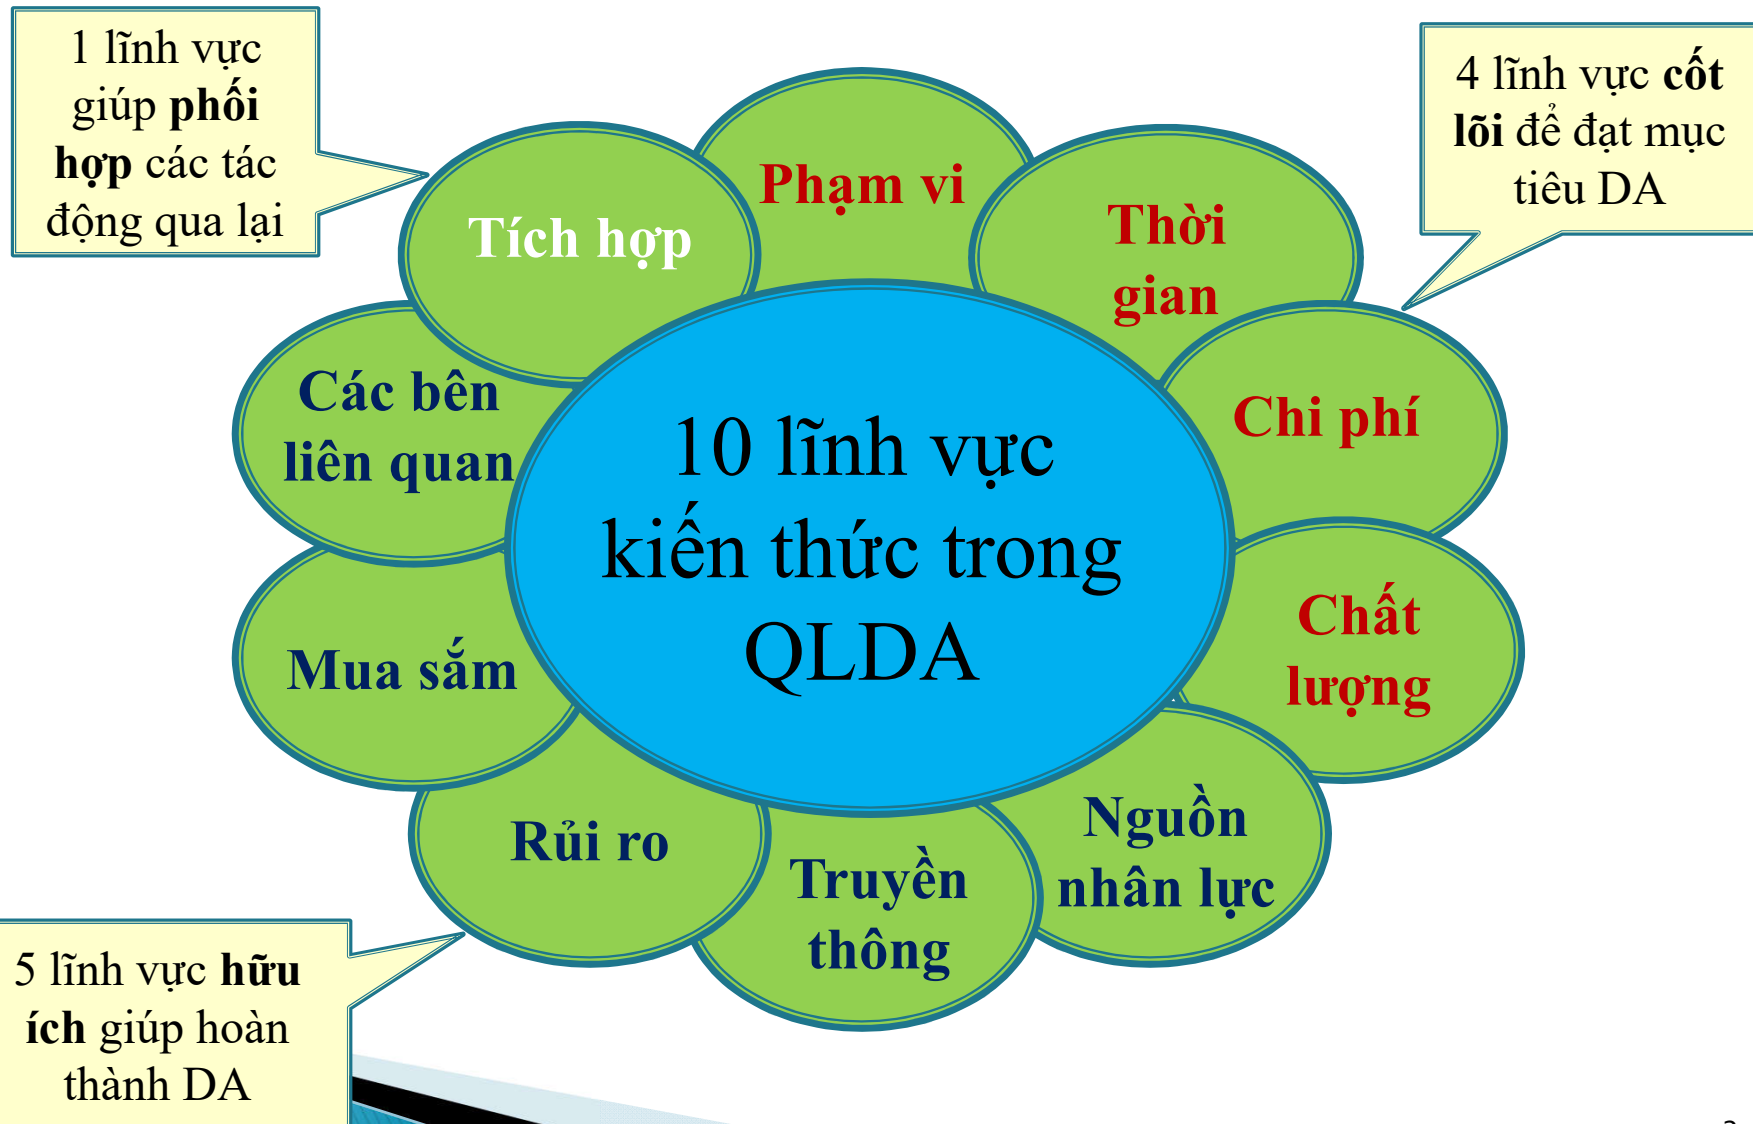 1 lĩnh vực
giúp phối
hợp các tác
động qua lại
4 lĩnh vực cốt
lõi để đạt mục
tiêu DA
Tích hợp
Phạm vi
Thời
gian
Chi phí
Chất
lượng
Nguồn
nhân lực
Truyền
thông
Rủi ro
Mua sắm
Các bên
liên quan
10 lĩnh vực
kiến thức trong
QLDA
5 lĩnh vực hữu
ích giúp hoàn
thành DA